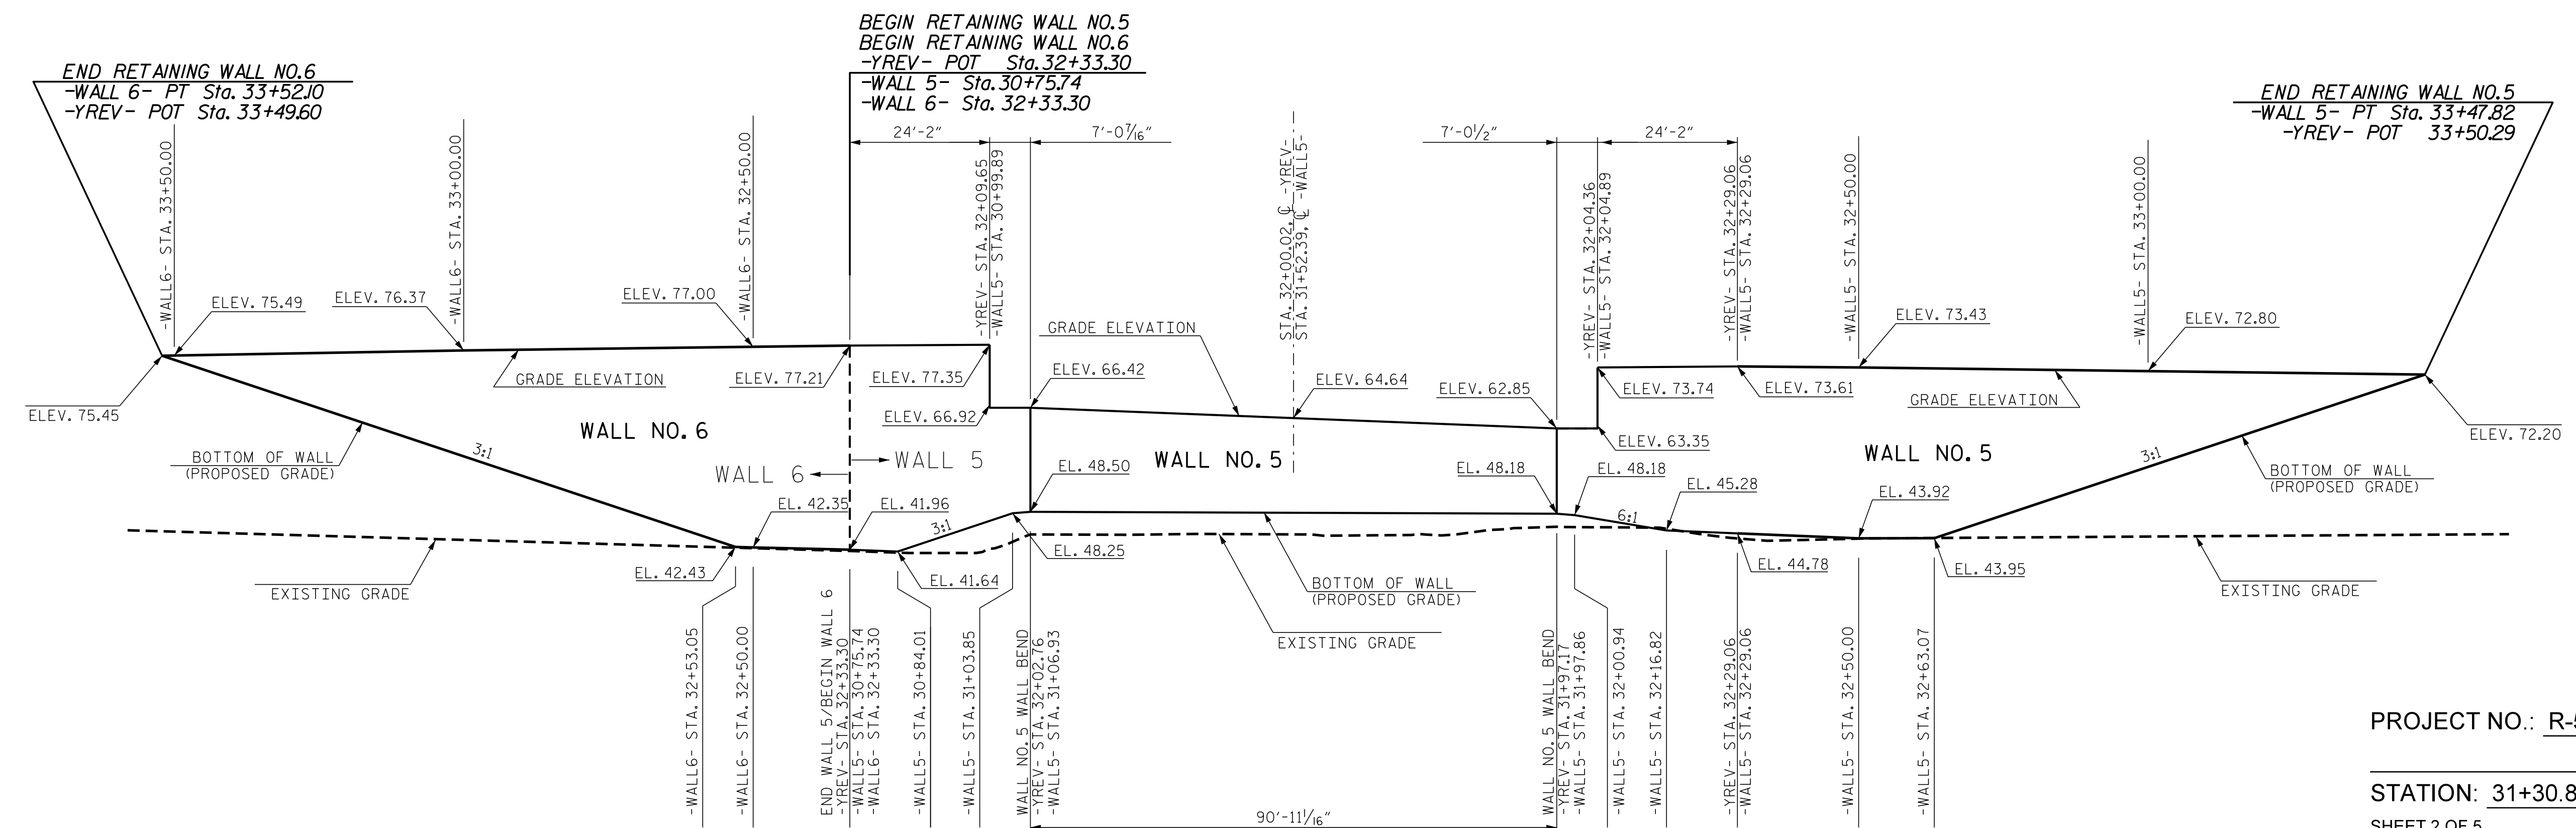 BEGIN RETAINING WALL NO.5
BEGIN RETAINING WALL NO.6
-YREV- POT Sta.32+33.30
-WALL 5- Sta.30+75.74
-WALL 6- Sta.32+33.30
END RETAINING WALL NO.6
-WALL 6- PT Sta.33+52.10
-YREV- POT Sta.33+49.60
END RETAINING WALL NO.5
-WALL 5- PT Sta.33+47.82
-YREV- POT 33+50.29
24'-2"
7'-0 7/16"
7'-0 1/2"
24'-2"
-WALL6- STA. 33+50.00
-WALL6- STA. 33+00.00
-WALL6- STA. 32+50.00
-YREV- STA. 32+09.65
-WALL5- STA. 30+99.89
STA. 32+00.02, ℄ -YREV-
STA. 31+52.39, ℄ -WALL5-
-YREV- STA. 32+04.36
-WALL5- STA. 32+04.89
-YREV- STA. 32+29.06
-WALL5- STA. 32+29.06
-WALL5- STA. 32+50.00
-WALL5- STA. 33+00.00
ELEV. 75.49
ELEV. 76.37
ELEV. 77.00
GRADE ELEVATION
ELEV. 73.43
ELEV. 72.80
GRADE ELEVATION
ELEV. 77.21
ELEV. 77.35
ELEV. 66.42
ELEV. 64.64
ELEV. 62.85
ELEV. 73.74
ELEV. 73.61
GRADE ELEVATION
ELEV. 75.45
ELEV. 66.92
ELEV. 63.35
ELEV. 72.20
WALL NO. 6
WALL NO. 5
WALL NO. 5
BOTTOM OF WALL
(PROPOSED GRADE)
3:1
WALL 6
WALL 5
EL. 48.50
EL. 48.18
EL. 48.18
EL. 45.28
EL. 43.92
3:1
BOTTOM OF WALL
(PROPOSED GRADE)
EL. 42.35
EL. 41.96
3:1
6:1
EL. 42.43
EL. 41.64
EL. 48.25
EL. 44.78
EL. 43.95
EXISTING GRADE
BOTTOM OF WALL
(PROPOSED GRADE)
EXISTING GRADE
EXISTING GRADE
-WALL6- STA. 32+53.05
-WALL6- STA. 32+50.00
END WALL 5/BEGIN WALL 6
-YREV- STA. 32+33.30
-WALL5- STA. 30+75.74
-WALL6- STA. 32+33.30
-WALL5- STA. 30+84.01
-WALL5- STA. 31+03.85
WALL NO. 5 WALL BEND
-YREV- STA. 32+02.76
-WALL5- STA. 31+06.93
WALL NO. 5 WALL BEND
-YREV- STA. 31+97.17
-WALL5- STA. 31+97.86
-WALL5- STA. 32+00.94
-WALL5- STA. 32+16.82
-YREV- STA. 32+29.06
-WALL5- STA. 32+29.06
-WALL5- STA. 32+50.00
-WALL5- STA. 32+63.07
90'-11 1/16"
PROJECT NO.: R-5
STATION: 31+30.8
SHEET 2 OF 5